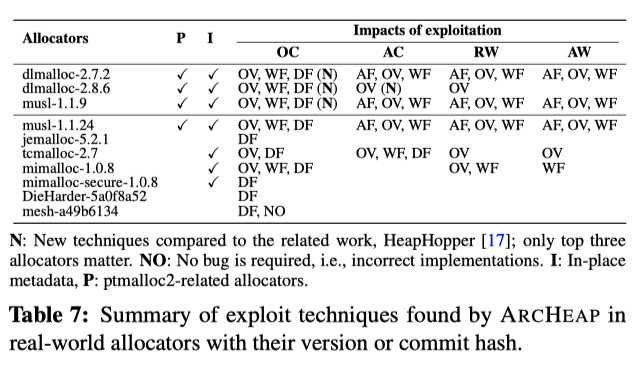 Allocators P I Impacts of exploitation
OC AC RW AW
dlmalloc-2.7.2 ✓ ✓ OV, WF, DF (N) AF, OV, WF AF, OV, WF AF, OV, WF
dlmalloc-2.8.6 ✓ ✓ OV, WF, DF (N) OV (N) OV
musl-1.1.9 ✓ ✓ OV, WF, DF (N) AF, OV, WF AF, OV, WF AF, OV, WF
musl-1.1.24 ✓ ✓ OV, WF, DF AF, OV, WF AF, OV, WF AF, OV, WF
jemalloc-5.2.1 DF
tcmalloc-2.7 ✓ OV, DF OV, WF, DF OV OV
mimalloc-1.0.8 ✓ OV, WF, DF OV, WF WF
mimalloc-secure-1.0.8 ✓ DF
DieHarder-5a0f8a52 DF
mesh-a49b6134 DF, NO
N: New techniques compared to the related work, HeapHopper [17]; only top three
allocators matter. NO: No bug is required, i.e., incorrect implementations. I: In-place
metadata, P: ptmalloc2-related allocators.
Table 7: Summary of exploit techniques found by ARCHEAP in
real-world allocators with their version or commit hash.